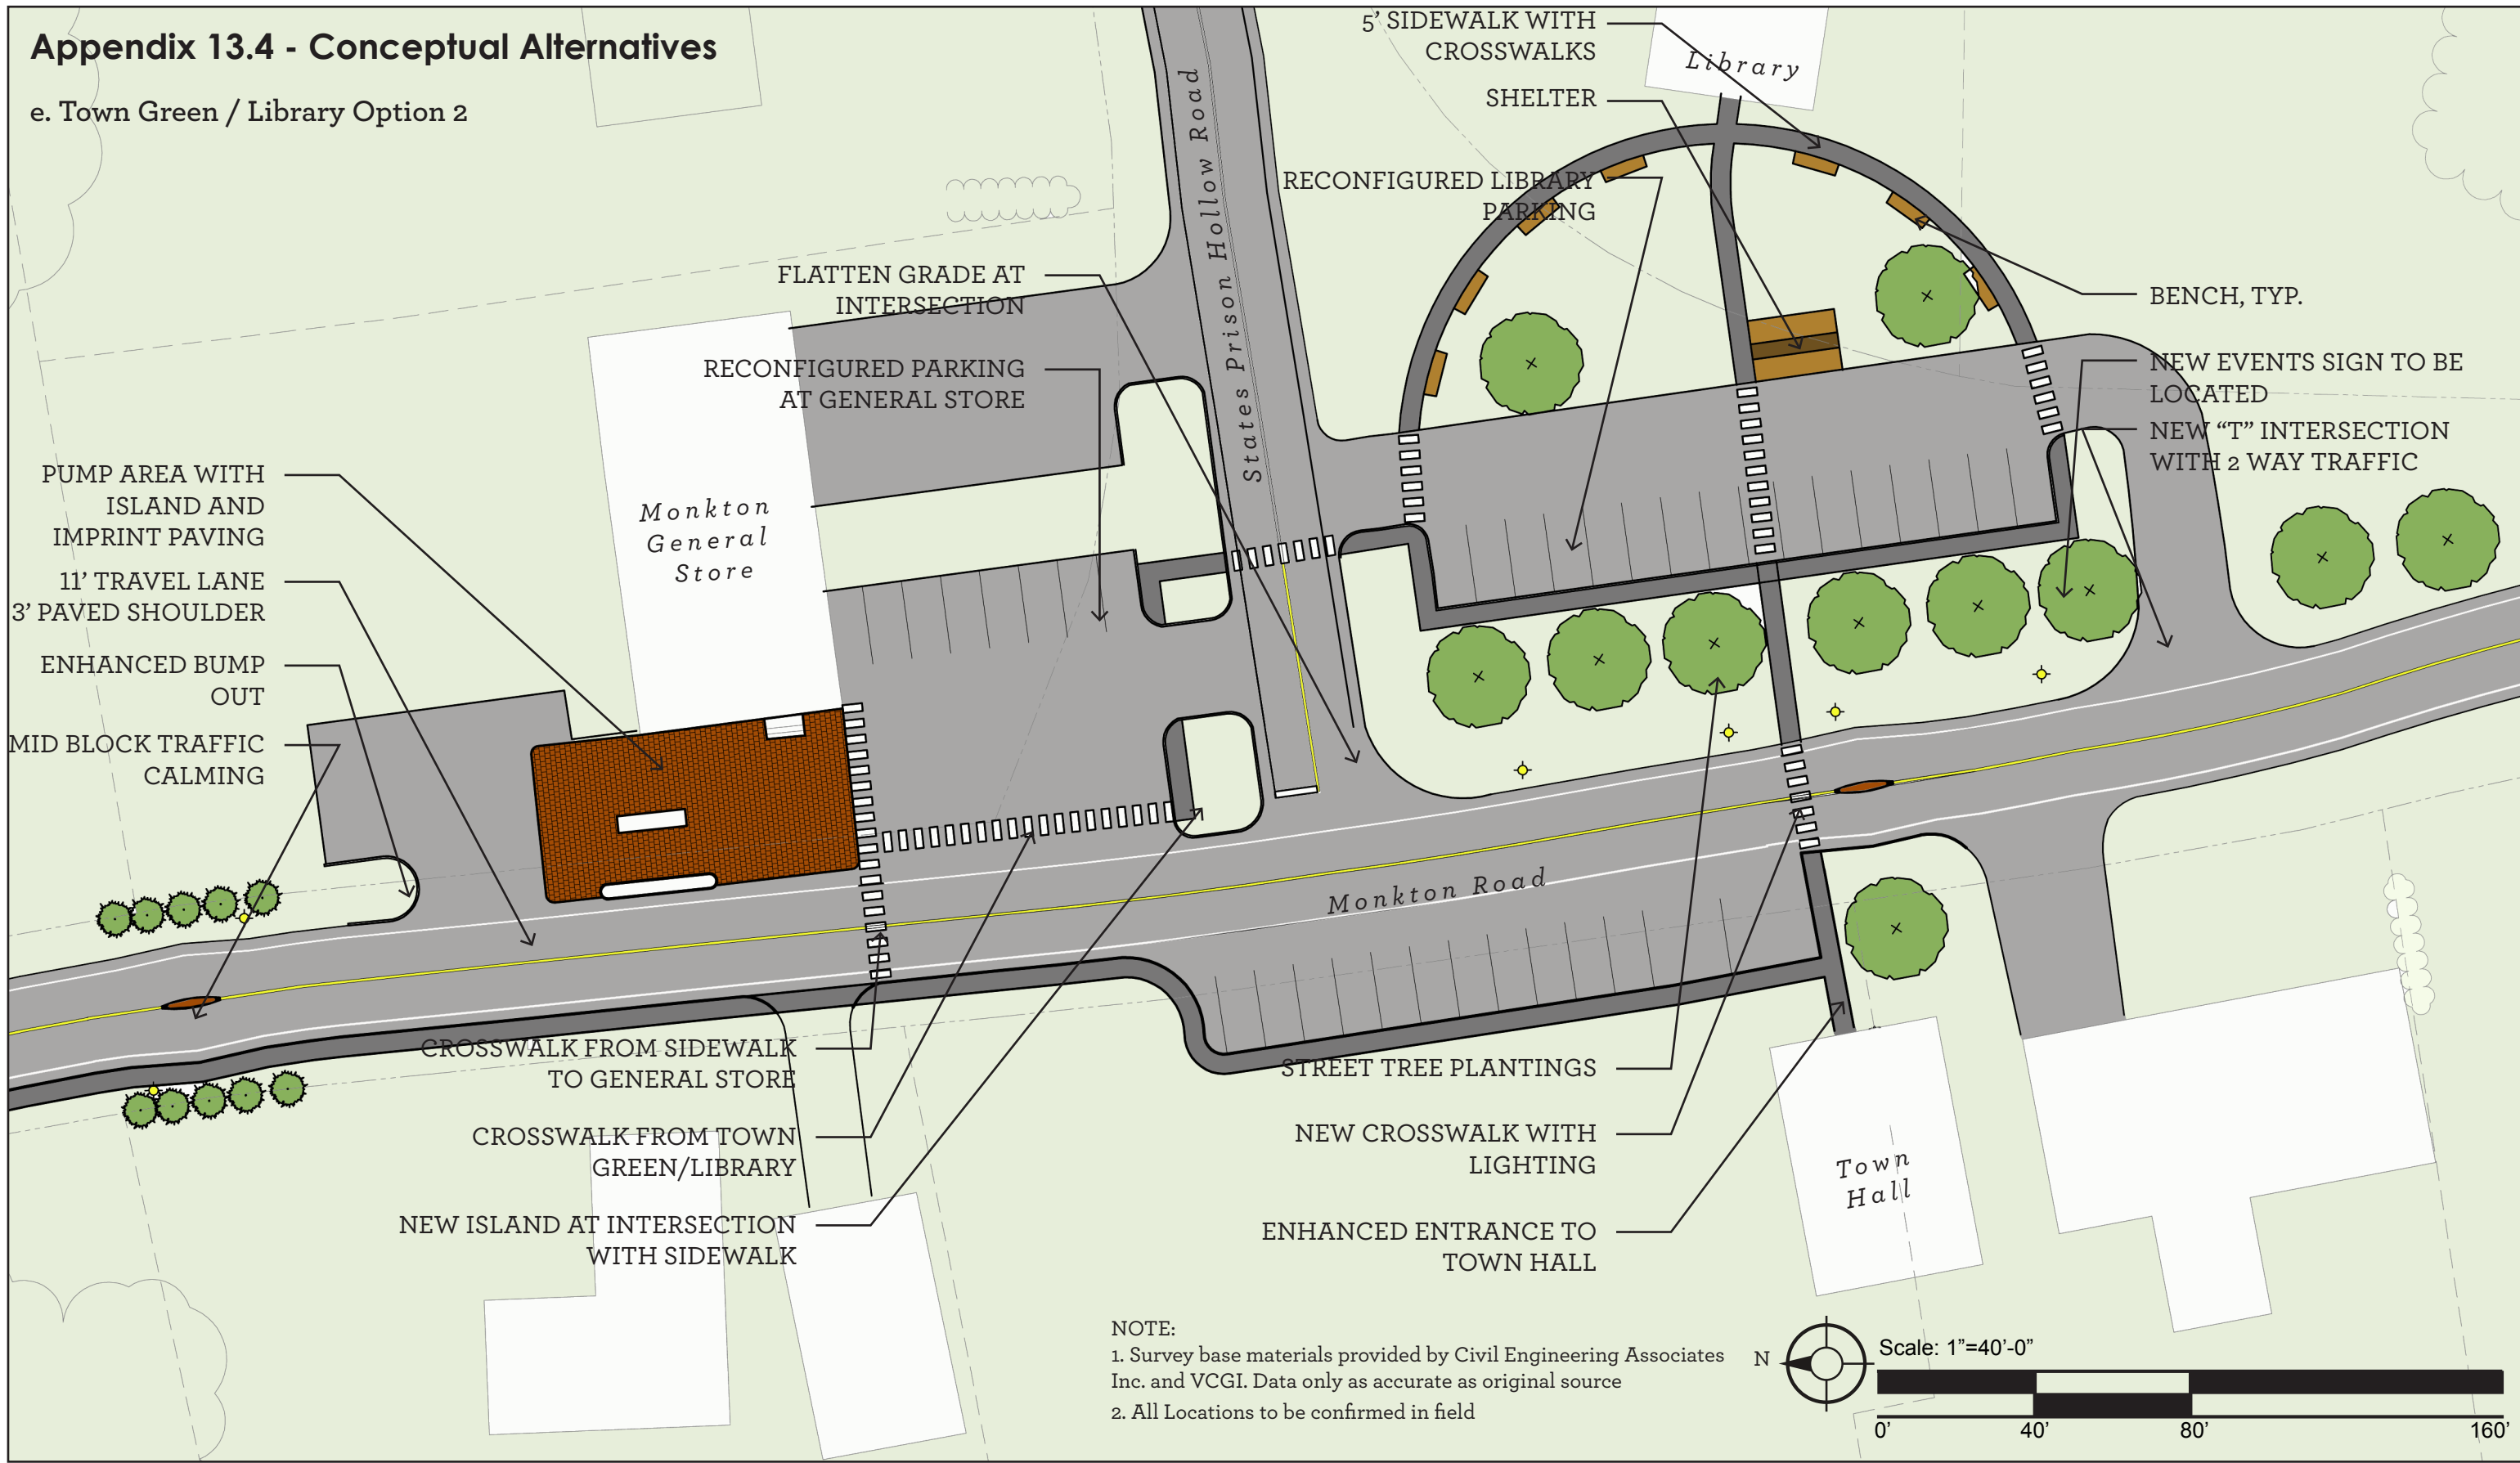 Appendix 13.4 - Conceptual Alternatives
e. Town Green / Library Option 2
5’ SIDEWALK WITH
CROSSWALKS
Library
SHELTER
RECONFIGURED LIBRARY
PARKING
States Prison Hollow Road
FLATTEN GRADE AT
INTERSECTION
RECONFIGURED PARKING
AT GENERAL STORE
BENCH, TYP.
NEW EVENTS SIGN TO BE
LOCATED
NEW “T” INTERSECTION
WITH 2 WAY TRAFFIC
PUMP AREA WITH
ISLAND AND
IMPRINT PAVING
11’ TRAVEL LANE
3’ PAVED SHOULDER
ENHANCED BUMP
OUT
MID BLOCK TRAFFIC
CALMING
Monkton
General
Store
Monkton Road
CROSSWALK FROM SIDEWALK
TO GENERAL STORE
CROSSWALK FROM TOWN
GREEN/LIBRARY
NEW ISLAND AT INTERSECTION
WITH SIDEWALK
STREET TREE PLANTINGS
NEW CROSSWALK WITH
LIGHTING
ENHANCED ENTRANCE TO
TOWN HALL
Town
Hall
NOTE:
1. Survey base materials provided by Civil Engineering Associates
Inc. and VCGI. Data only as accurate as original source
2. All Locations to be confirmed in field
N
Scale: 1”=40’-0”
0’ 40’ 80’ 160’